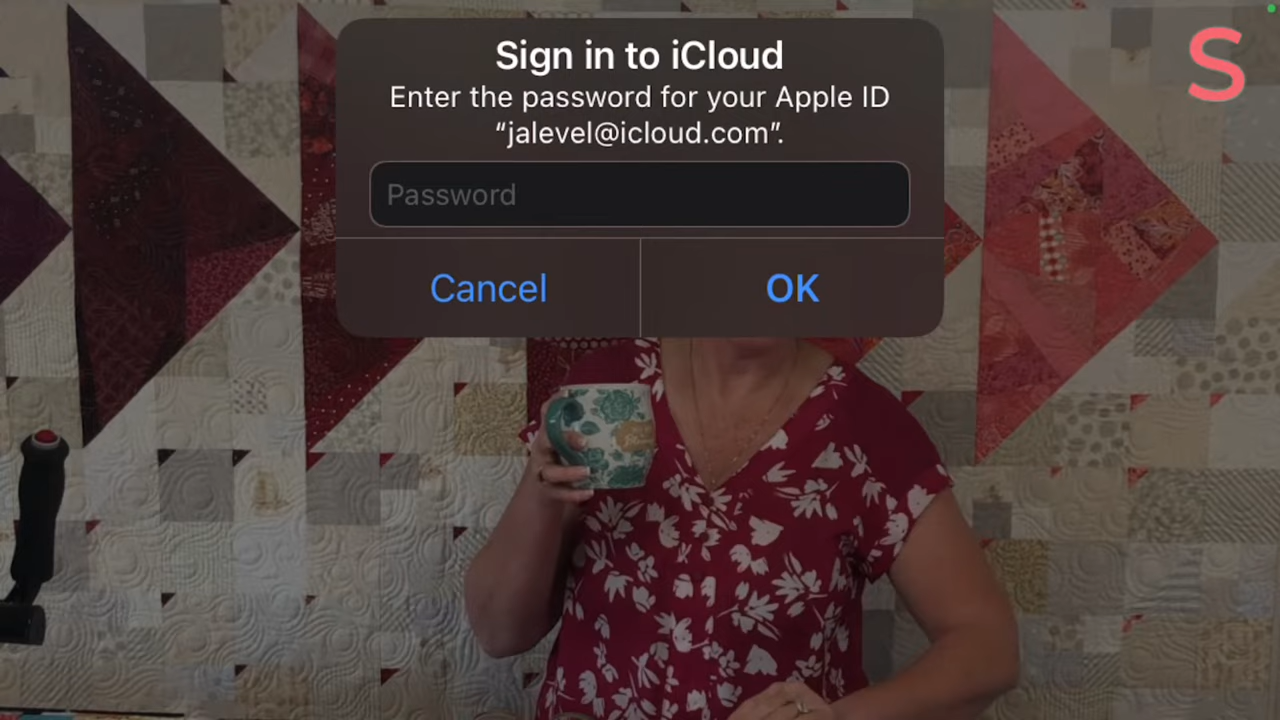 S
Sign in to iCloud
Enter the password for your Apple ID
“jalevel@icloud.com”.
Password
Cancel
OK